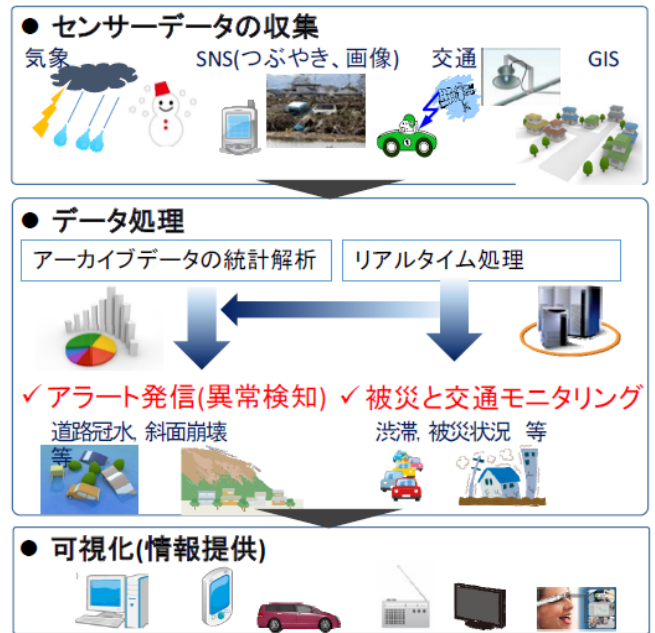 ● センサーデータの収集
気象 SNS(つぶやき、画像) 交通 GIS
● データ処理
アーカイブデータの統計解析 リアルタイム処理
✓アラート発信(異常検知) ✓被災と交通モニタリング
道路冠水, 斜面崩壊 渋滞, 被災状況 等
等
● 可視化(情報提供)